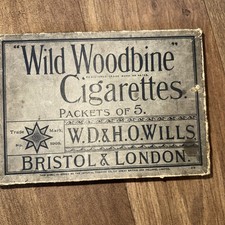 "Wild Woodbine"
Cigarettes.
PACKETS OF 5.
Trade Mark.
W.D.&H.O.WILLS,
BRISTOL & LONDON.